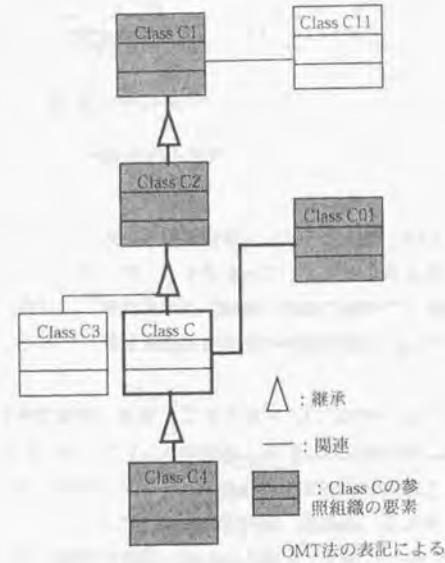 Class C1
Class C11
Class C2
Class C01
Class C3
Class C
Class C4
：継承
：関連
：Class Cの参
照組織の要素
OMT法の表記による